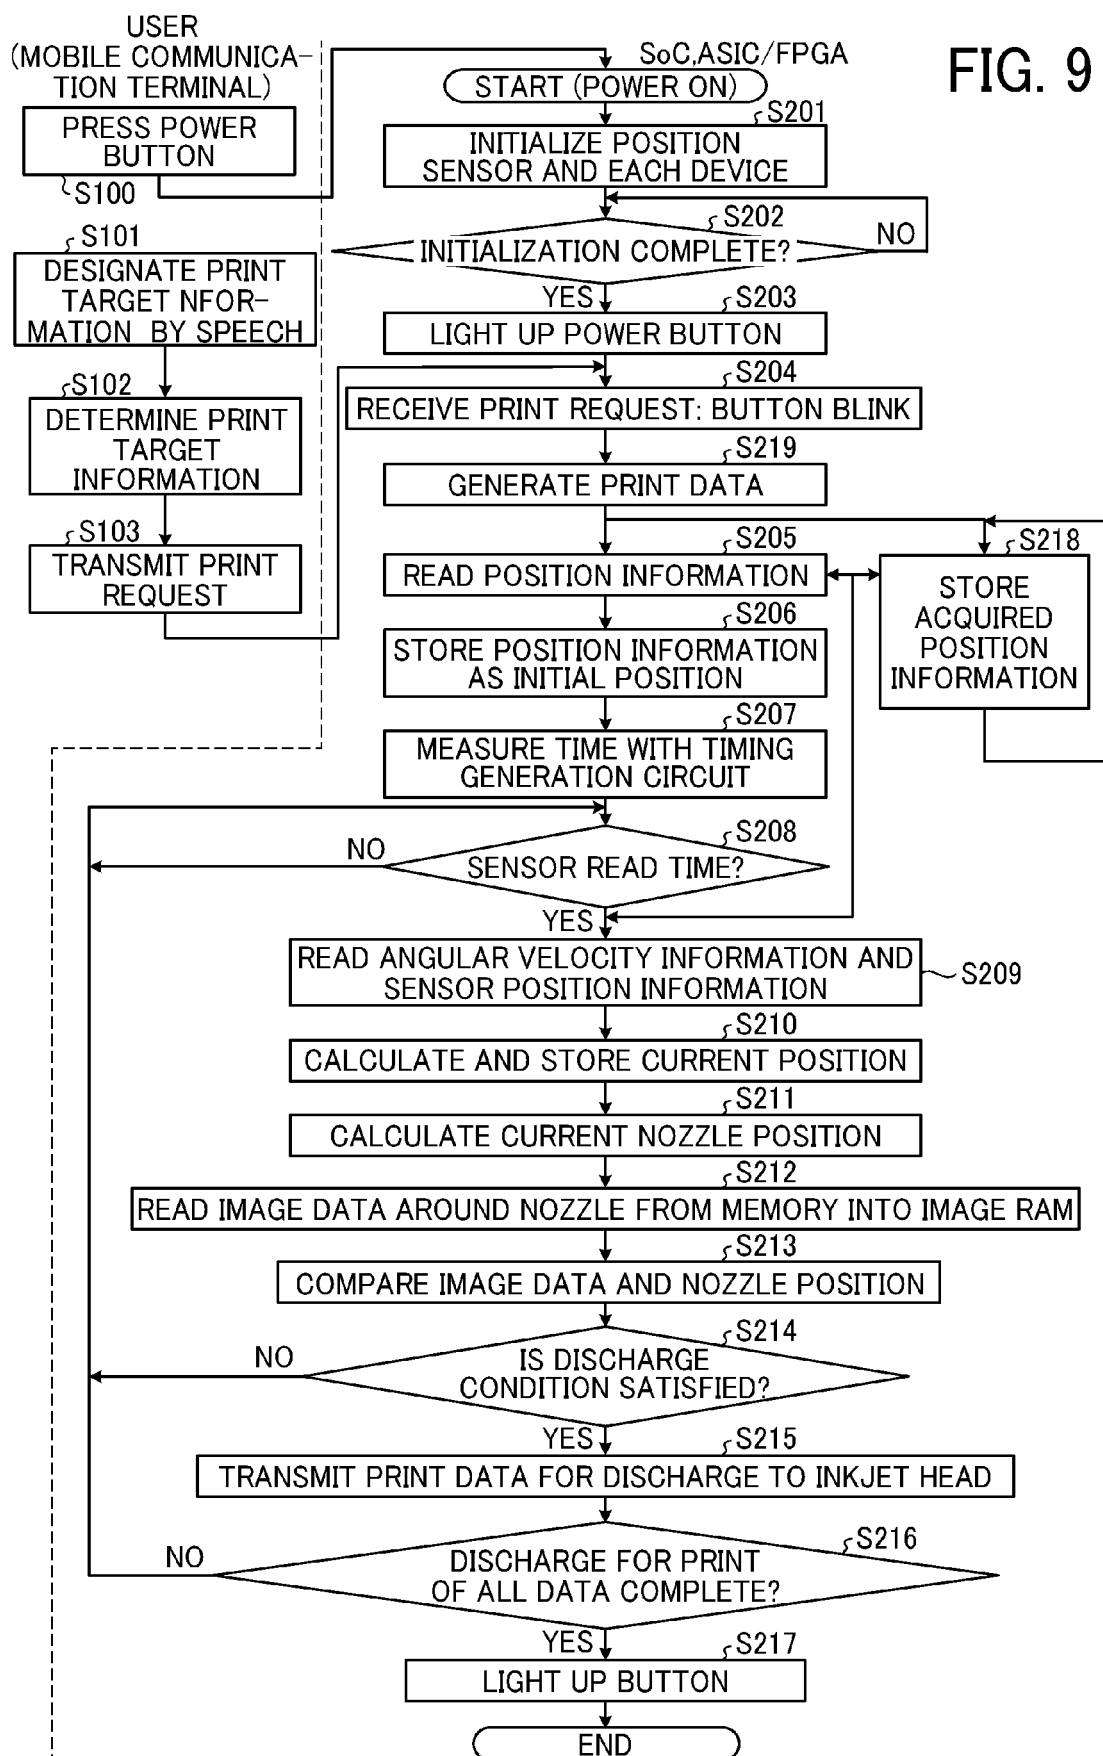 USER
(MOBILE COMMUNICA-
TION TERMINAL)
PRESS POWER
BUTTON
S100
S101
DESIGNATE PRINT
TARGET NFOR-
MATION BY SPEECH
S102
DETERMINE PRINT
TARGET
INFORMATION
S103
TRANSMIT PRINT
REQUEST
FIG. 9
SoC,ASIC/FPGA
START (POWER ON)
S201
INITIALIZE POSITION
SENSOR AND EACH DEVICE
S202
INITIALIZATION COMPLETE?
NO
YES
S203
LIGHT UP POWER BUTTON
S204
RECEIVE PRINT REQUEST: BUTTON BLINK
S219
GENERATE PRINT DATA
S205
READ POSITION INFORMATION
S218
STORE
ACQUIRED
POSITION
INFORMATION
S206
STORE POSITION INFORMATION
AS INITIAL POSITION
S207
MEASURE TIME WITH TIMING
GENERATION CIRCUIT
S208
SENSOR READ TIME?
NO
YES
READ ANGULAR VELOCITY INFORMATION AND
SENSOR POSITION INFORMATION
S209
S210
CALCULATE AND STORE CURRENT POSITION
S211
CALCULATE CURRENT NOZZLE POSITION
S212
READ IMAGE DATA AROUND NOZZLE FROM MEMORY INTO IMAGE RAM
S213
COMPARE IMAGE DATA AND NOZZLE POSITION
S214
IS DISCHARGE
CONDITION SATISFIED?
NO
YES
S215
TRANSMIT PRINT DATA FOR DISCHARGE TO INKJET HEAD
S216
DISCHARGE FOR PRINT
OF ALL DATA COMPLETE?
NO
YES
S217
LIGHT UP BUTTON
END